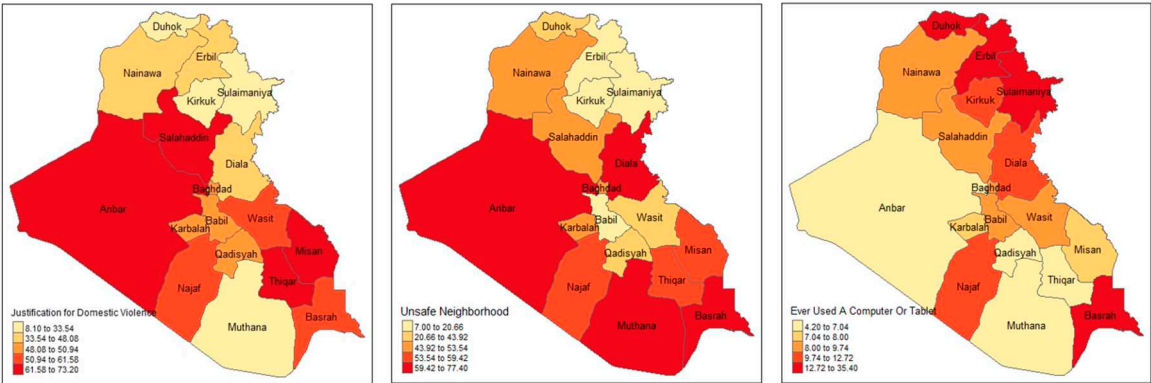 Duhok
Erbil
Nainawa
Kirkuk
Sulaimaniya
Salahaddin
Diala
Baghdad
Anbar
Babil
Wasit
Karbalah
Qadisyah
Misan
Thiqar
Najaf
Basrah
Muthana
Justification for Domestic Violence
8.10 to 33.54
33.54 to 48.08
48.08 to 50.94
50.94 to 61.58
61.58 to 73.20
Duhok
Erbil
Nainawa
Kirkuk
Sulaimaniya
Salahaddin
Diala
Baghdad
Anbar
Babil
Wasit
Karbalah
Qadisyah
Misan
Thiqar
Najaf
Basrah
Muthana
Unsafe Neighborhood
7.00 to 20.66
20.66 to 43.92
43.92 to 53.54
53.54 to 59.42
59.42 to 77.40
Duhok
Erbil
Nainawa
Kirkuk
Sulaimaniya
Salahaddin
Diala
Baghdad
Anbar
Babil
Wasit
Karbalah
Qadisyah
Misan
Thiqar
Najaf
Basrah
Muthana
Ever Used A Computer Or Tablet
4.20 to 7.04
7.04 to 8.00
8.00 to 9.74
9.74 to 12.72
12.72 to 35.40